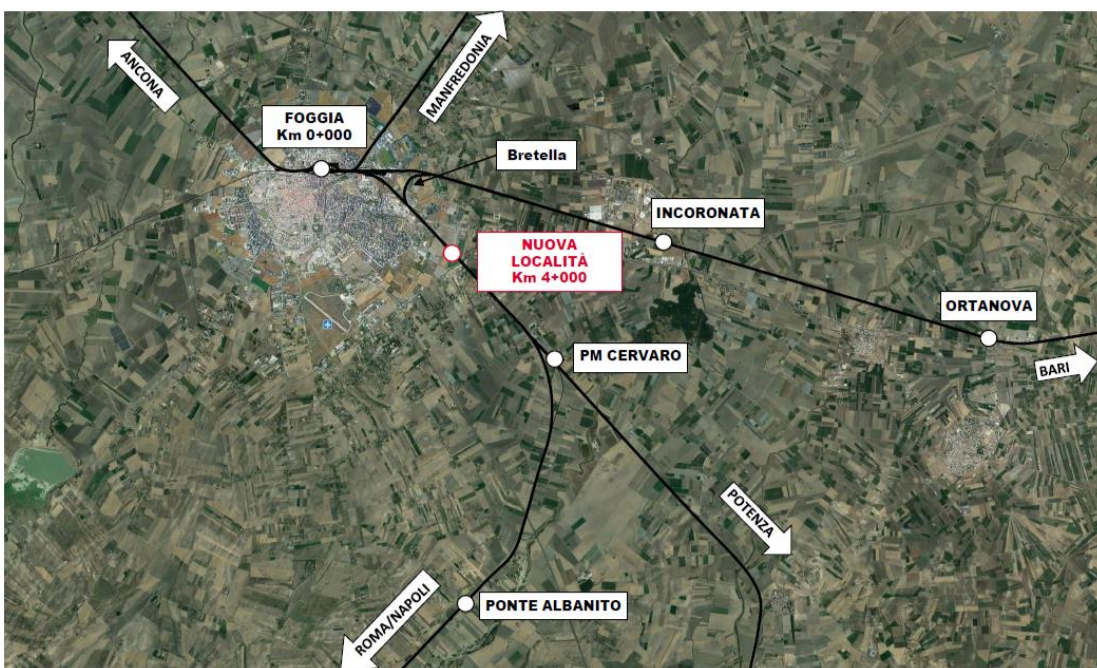 ANCONA
MANFREDONIA
FOGGIA
Km 0+000
Bretella
INCORONATA
NUOVA
LOCALITÀ
Km 4+000
ORTANOVA
BARI
PM CERVARO
POTENZA
ROMA/NAPOLI
PONTE ALBANITO